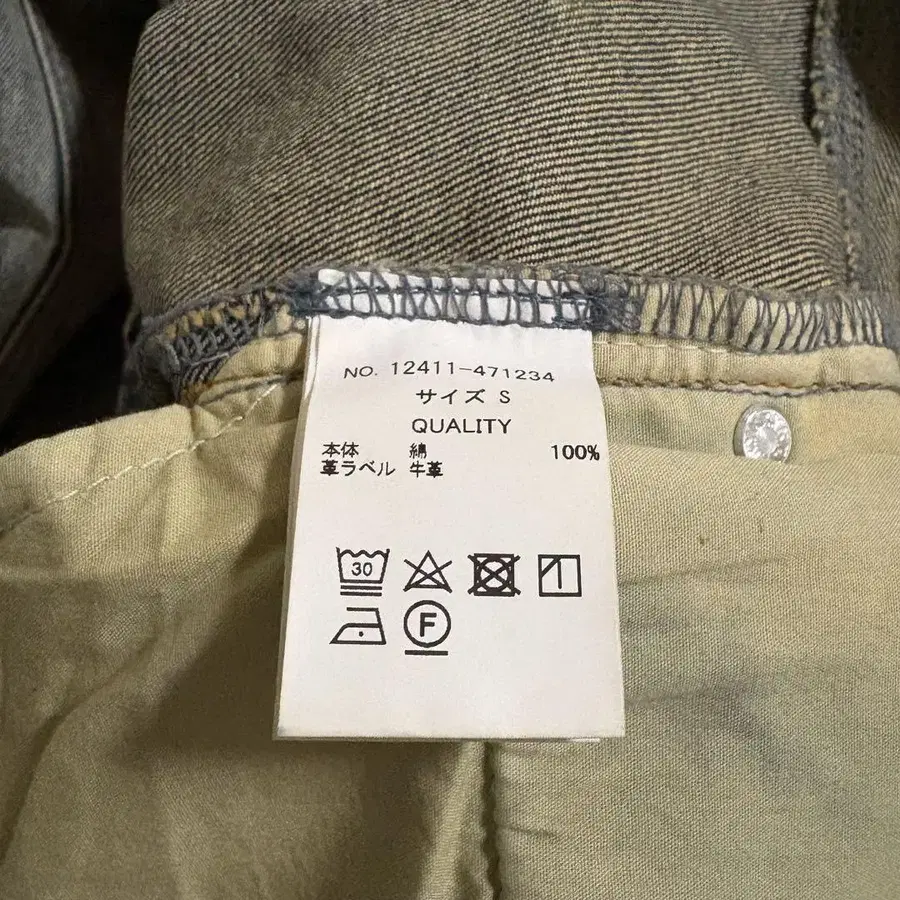 NO. 12411-471234
サイズ S
QUALITY
本体 綿 100%
革ラベル 牛革
30
F